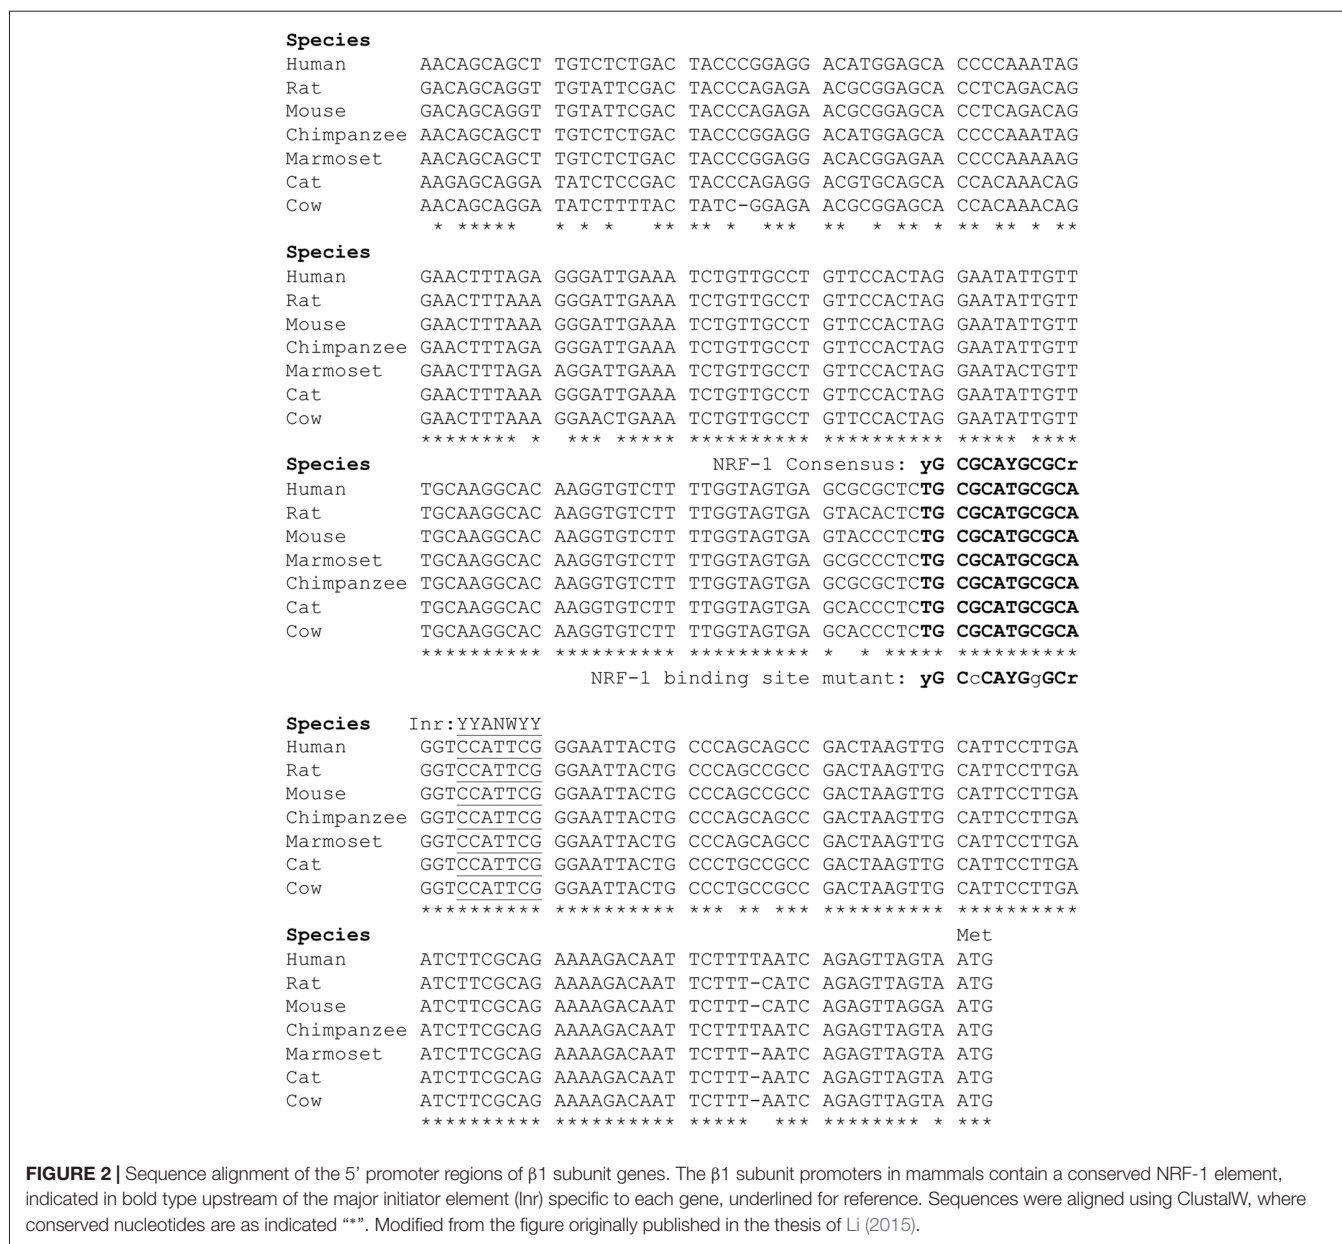 Species
Human AACAGCAGCT TGTCTCTGAC TACCCGGAGG ACATGGAGCA CCCCAAATAG
Rat GACAGCAGGT TGTATTCGAC TACCCAGAGA ACGCGGAGCA CCTCAGACAG
Mouse GACAGCAGGT TGTATTCGAC TACCCAGAGA ACGCGGAGCA CCTCAGACAG
Chimpanzee AACAGCAGCT TGTCTCTGAC TACCCGGAGG ACATGGAGCA CCCCAAATAG
Marmoset AACAGCAGCT TGTCTCTGAC TACCCGGAGG ACACGGAGAA CCCCAAAAAG
Cat AAGAGCAGGA TATCTCCGAC TACCCAGAGG ACGTGCAGCA CCACAAACAG
Cow AACAGCAGGA TATCTTTTAC TATC-GGAGA ACGCGGAGCA CCACAAACAG
* ***** * * * ** ** * *** ** * ** * ** ** * **
Species
Human GAACTTTAGA GGGATTGAAA TCTGTTGCCT GTTCCACTAG GAATATTGTT
Rat GAACTTTAAA GGGATTGAAA TCTGTTGCCT GTTCCACTAG GAATATTGTT
Mouse GAACTTTAAA GGGATTGAAA TCTGTTGCCT GTTCCACTAG GAATATTGTT
Chimpanzee GAACTTTAGA GGGATTGAAA TCTGTTGCCT GTTCCACTAG GAATATTGTT
Marmoset GAACTTTAGA AGGATTGAAA TCTGTTGCCT GTTCCACTAG GAATACTGTT
Cat GAACTTTAAA GGGATTGAAA TCTGTTGCCT GTTCCACTAG GAATATTGTT
Cow GAACTTTAAA GGAACTGAAA TCTGTTGCCT GTTCCACTAG GAATATTGTT
******** * *** ***** ********** ********** ***** ****
Species NRF-1 Consensus: yG CGCAYGCGCr
Human TGCAAGGCAC AAGGTGTCTT TTGGTAGTGA GCGCGCTCTG CGCATGCGCA
Rat TGCAAGGCAC AAGGTGTCTT TTGGTAGTGA GTACACTCTG CGCATGCGCA
Mouse TGCAAGGCAC AAGGTGTCTT TTGGTAGTGA GTACCCTCTG CGCATGCGCA
Marmoset TGCAAGGCAC AAGGTGTCTT TTGGTAGTGA GCGCCCTCTG CGCATGCGCA
Chimpanzee TGCAAGGCAC AAGGTGTCTT TTGGTAGTGA GCGCGCTCTG CGCATGCGCA
Cat TGCAAGGCAC AAGGTGTCTT TTGGTAGTGA GCACCCTCTG CGCATGCGCA
Cow TGCAAGGCAC AAGGTGTCTT TTGGTAGTGA GCACCCTCTG CGCATGCGCA
********** ********** ********** * * ***** **********
NRF-1 binding site mutant: yG CcCAYGgGCr
Species Inr:YYANWYY
Human GGTCCATTCG GGAATTACTG CCCAGCAGCC GACTAAGTTG CATTCCTTGA
Rat GGTCCATTCG GGAATTACTG CCCAGCCGCC GACTAAGTTG CATTCCTTGA
Mouse GGTCCATTCG GGAATTACTG CCCAGCCGCC GACTAAGTTG CATTCCTTGA
Chimpanzee GGTCCATTCG GGAATTACTG CCCAGCAGCC GACTAAGTTG CATTCCTTGA
Marmoset GGTCCATTCG GGAATTACTG CCCAGCAGCC GACTAAGTTG CATTCCTTGA
Cat GGTCCATTCG GGAATTACTG CCCTGCCGCC GACTAAGTTG CATTCCTTGA
Cow GGTCCATTCG GGAATTACTG CCCTGCCGCC GACTAAGTTG CATTCCTTGA
********** ********** *** ** *** ********** **********
Species Met
Human ATCTTCGCAG AAAAGACAAT TCTTTTAATC AGAGTTAGTA ATG
Rat ATCTTCGCAG AAAAGACAAT TCTTT-CATC AGAGTTAGTA ATG
Mouse ATCTTCGCAG AAAAGACAAT TCTTT-CATC AGAGTTAGGA ATG
Chimpanzee ATCTTCGCAG AAAAGACAAT TCTTTTAATC AGAGTTAGTA ATG
Marmoset ATCTTCGCAG AAAAGACAAT TCTTT-AATC AGAGTTAGTA ATG
Cat ATCTTCGCAG AAAAGACAAT TCTTT-AATC AGAGTTAGTA ATG
Cow ATCTTCGCAG AAAAGACAAT TCTTT-AATC AGAGTTAGTA ATG
********** ********** ***** *** ******** * ***
FIGURE 2 | Sequence alignment of the 5' promoter regions of β1 subunit genes. The β1 subunit promoters in mammals contain a conserved NRF-1 element,
indicated in bold type upstream of the major initiator element (Inr) specific to each gene, underlined for reference. Sequences were aligned using ClustalW, where
conserved nucleotides are as indicated “*”. Modified from the figure originally published in the thesis of Li (2015).